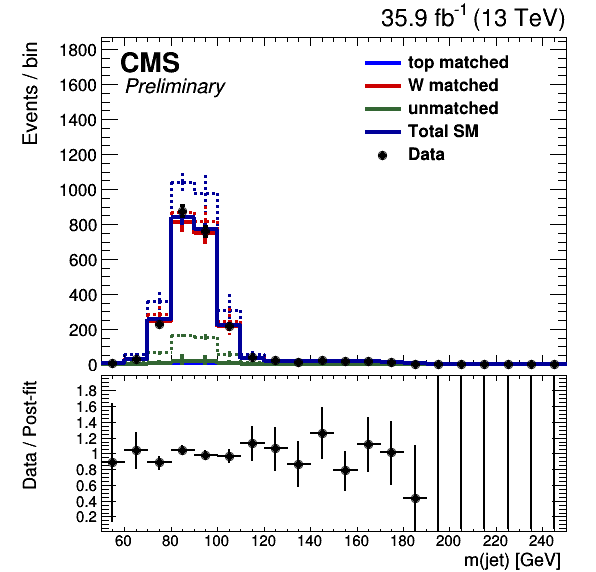 35.9 fb⁻¹ (13 TeV)
CMS
Preliminary
top matched
W matched
unmatched
Total SM
Data
Events / bin
1800
1600
1400
1200
1000
800
600
400
200
0
Data / Post-fit
1.8
1.6
1.4
1.2
1
0.8
0.6
0.4
0.2
60 80 100 120 140 160 180 200 220 240
m(jet) [GeV]